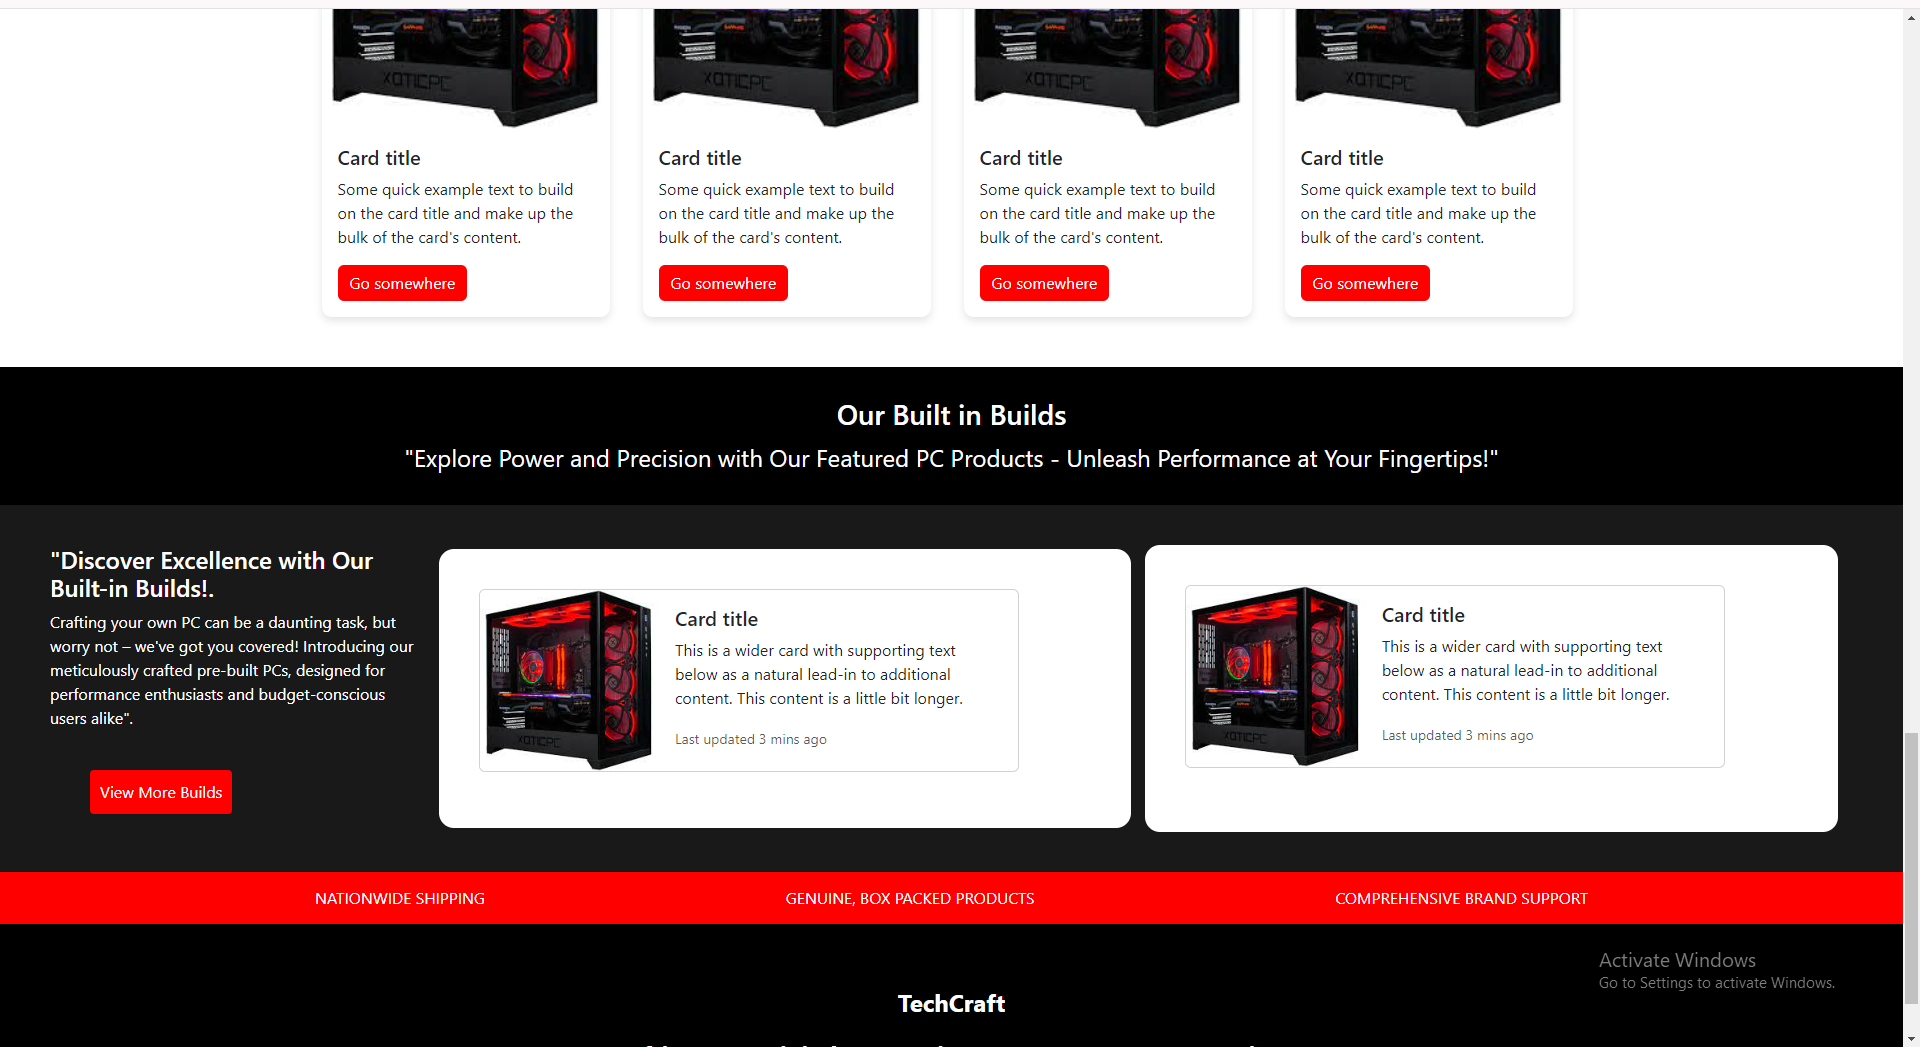 XOTICPC
XOTICPC
XOTICPC
XOTICPC
Card title
Some quick example text to build
on the card title and make up the
bulk of the card's content.
Go somewhere
Card title
Some quick example text to build
on the card title and make up the
bulk of the card's content.
Go somewhere
Card title
Some quick example text to build
on the card title and make up the
bulk of the card's content.
Go somewhere
Card title
Some quick example text to build
on the card title and make up the
bulk of the card's content.
Go somewhere
Our Built in Builds
"Explore Power and Precision with Our Featured PC Products - Unleash Performance at Your Fingertips!"
"Discover Excellence with Our
Built-in Builds!.
Crafting your own PC can be a daunting task, but
worry not – we've got you covered! Introducing our
meticulously crafted pre-built PCs, designed for
performance enthusiasts and budget-conscious
users alike".
View More Builds
XOTICPC
Card title
This is a wider card with supporting text
below as a natural lead-in to additional
content. This content is a little bit longer.
Last updated 3 mins ago
XOTICPC
Card title
This is a wider card with supporting text
below as a natural lead-in to additional
content. This content is a little bit longer.
Last updated 3 mins ago
NATIONWIDE SHIPPING
GENUINE, BOX PACKED PRODUCTS
COMPREHENSIVE BRAND SUPPORT
Activate Windows
Go to Settings to activate Windows.
TechCraft